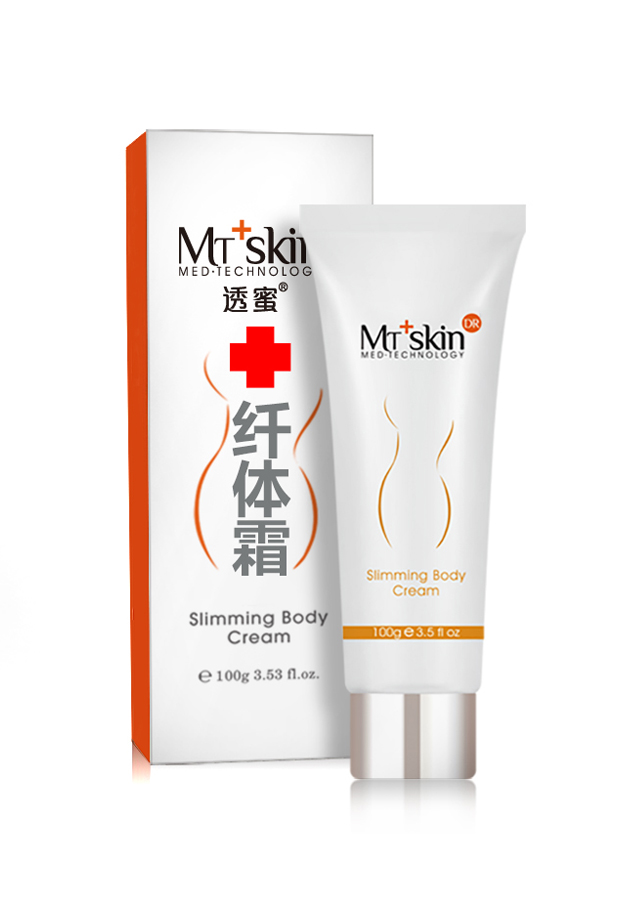 MT+skin
MED·TECHNOLOG
透蜜®
纤体霜
Slimming Body
Cream
℮ 100g 3.53 fl.oz.
MT+skin DR
MED·TECHNOLOGY
Slimming Body
Cream
100g ℮ 3.5 fl oz